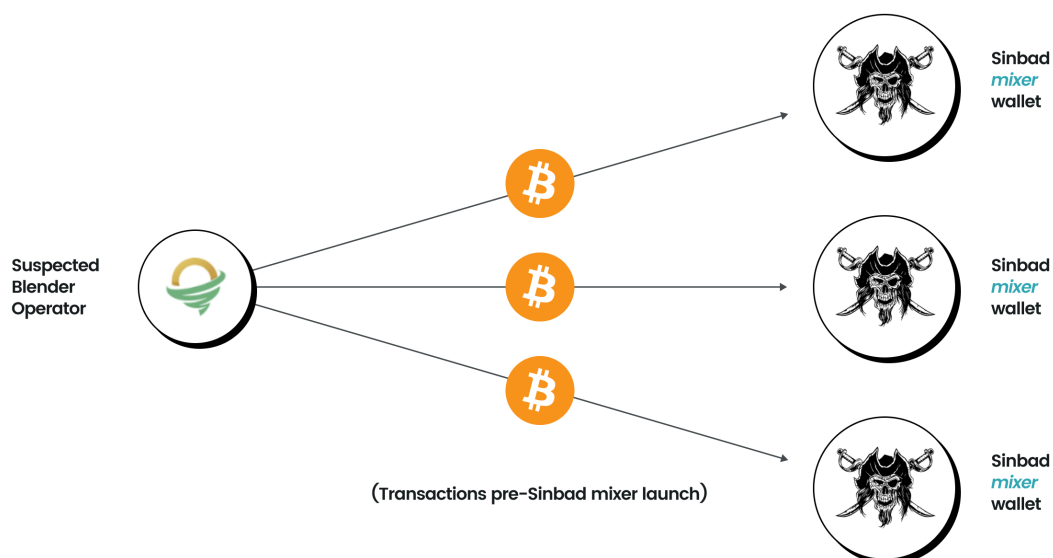 Sinbad
mixer
wallet
Suspected
Blender
Operator
Sinbad
mixer
wallet
Sinbad
mixer
wallet
(Transactions pre-Sinbad mixer launch)